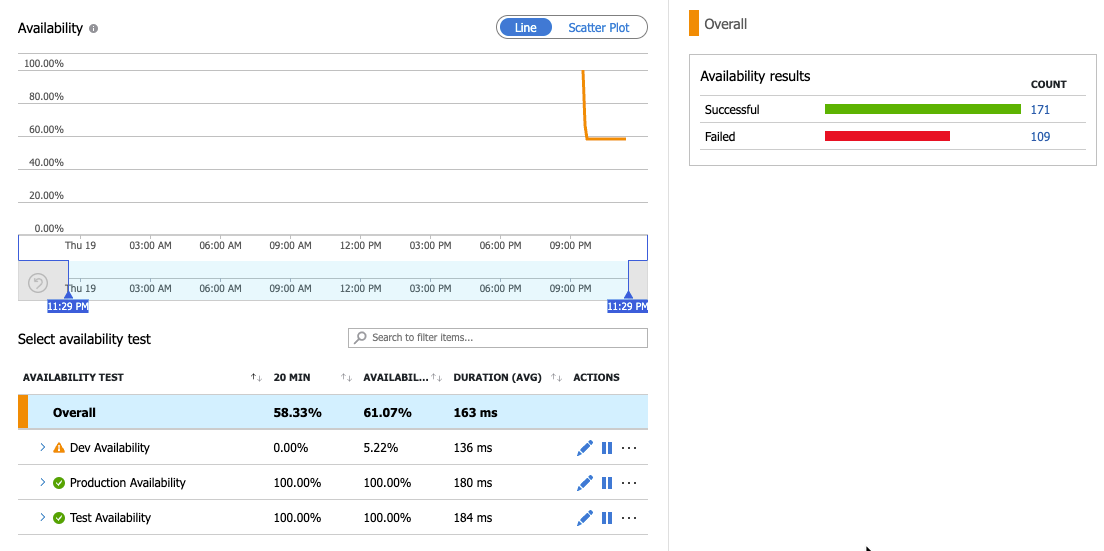 Availability
Line Scatter Plot
100.00%
80.00%
60.00%
40.00%
20.00%
0.00%
Thu 19 03:00 AM 06:00 AM 09:00 AM 12:00 PM 03:00 PM 06:00 PM 09:00 PM
Thu 19 03:00 AM 06:00 AM 09:00 AM 12:00 PM 03:00 PM 06:00 PM 09:00 PM
11:29 PM 11:29 PM
Select availability test
Search to filter items...
AVAILABILITY TEST 20 MIN AVAILABIL... DURATION (AVG) ACTIONS
Overall 58.33% 61.07% 163 ms
Dev Availability 0.00% 5.22% 136 ms
Production Availability 100.00% 100.00% 180 ms
Test Availability 100.00% 100.00% 184 ms
Overall
Availability results
COUNT
Successful 171
Failed 109